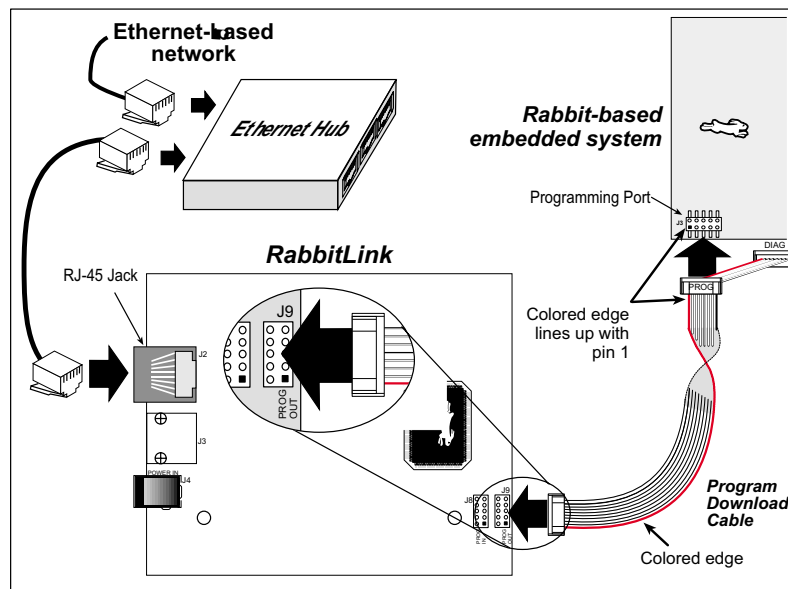 Ethernet-based
network
Ethernet Hub
Rabbit-based
embedded system
Programming Port
J3
DIAG
PROG
Colored edge
lines up with
pin 1
RabbitLink
RJ-45 Jack
J2
J3
POWER IN
J4
J9
PROG
OUT
J8
PROG
IN
J9
PROG
OUT
Program
Download
Cable
Colored edge